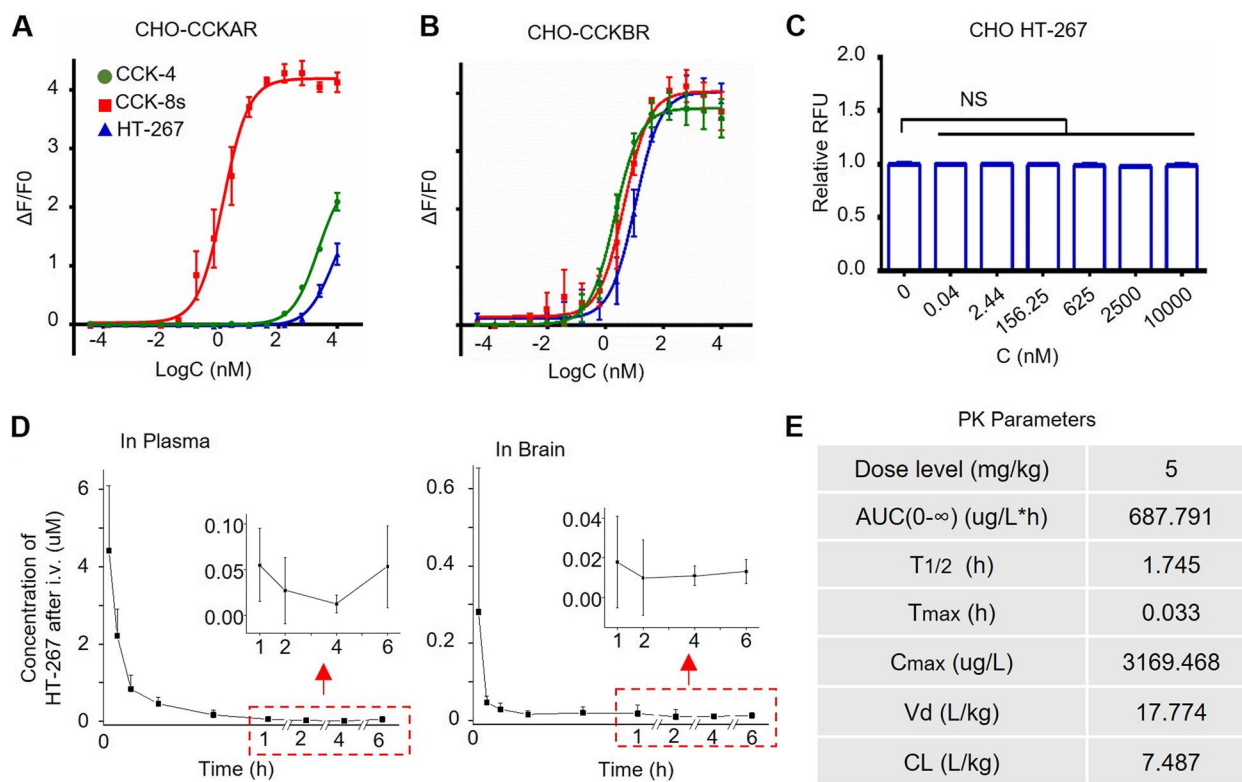 A
CHO-CCKAR
CCK-4
CCK-8s
HT-267
4
3
2
1
0
ΔF/F0
-4
-2
0
2
4
LogC (nM)
B
CHO-CCKBR
ΔF/F0
-4
-2
0
2
4
LogC (nM)
C
CHO HT-267
2.0
1.5
1.0
0.5
0.0
Relative RFU
NS
0
0.04
2.44
156.25
625
2500
10000
C (nM)
D
In Plasma
Concentration of
HT-267 after i.v. (uM)
6
4
2
0
0
1
2
4
6
Time (h)
0.10
0.05
0.00
1
2
4
6
In Brain
0.6
0.4
0.2
0
0
1
2
4
6
Time (h)
0.04
0.02
0.00
1
2
4
6
E
PK Parameters
Dose level (mg/kg) 5
AUC(0-∞) (ug/L*h) 687.791
T1/2 (h) 1.745
Tmax (h) 0.033
Cmax (ug/L) 3169.468
Vd (L/kg) 17.774
CL (L/kg) 7.487